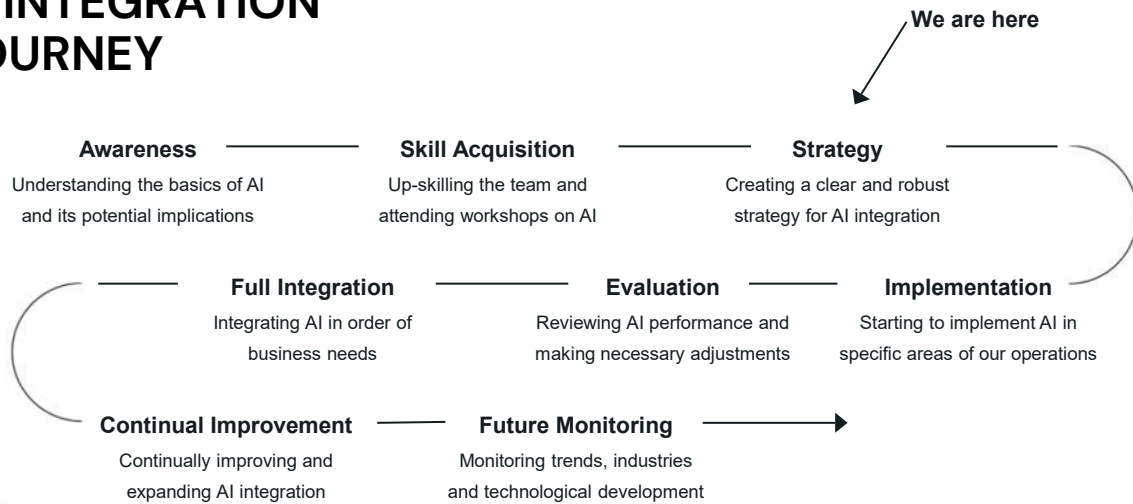 INTEGRATION
OURNEY
We are here
Awareness
Understanding the basics of AI
and its potential implications
Skill Acquisition
Up-skilling the team and
attending workshops on AI
Strategy
Creating a clear and robust
strategy for AI integration
Implementation
Starting to implement AI in
specific areas of our operations
Evaluation
Reviewing AI performance and
making necessary adjustments
Full Integration
Integrating AI in order of
business needs
Continual Improvement
Continually improving and
expanding AI integration
Future Monitoring
Monitoring trends, industries
and technological development